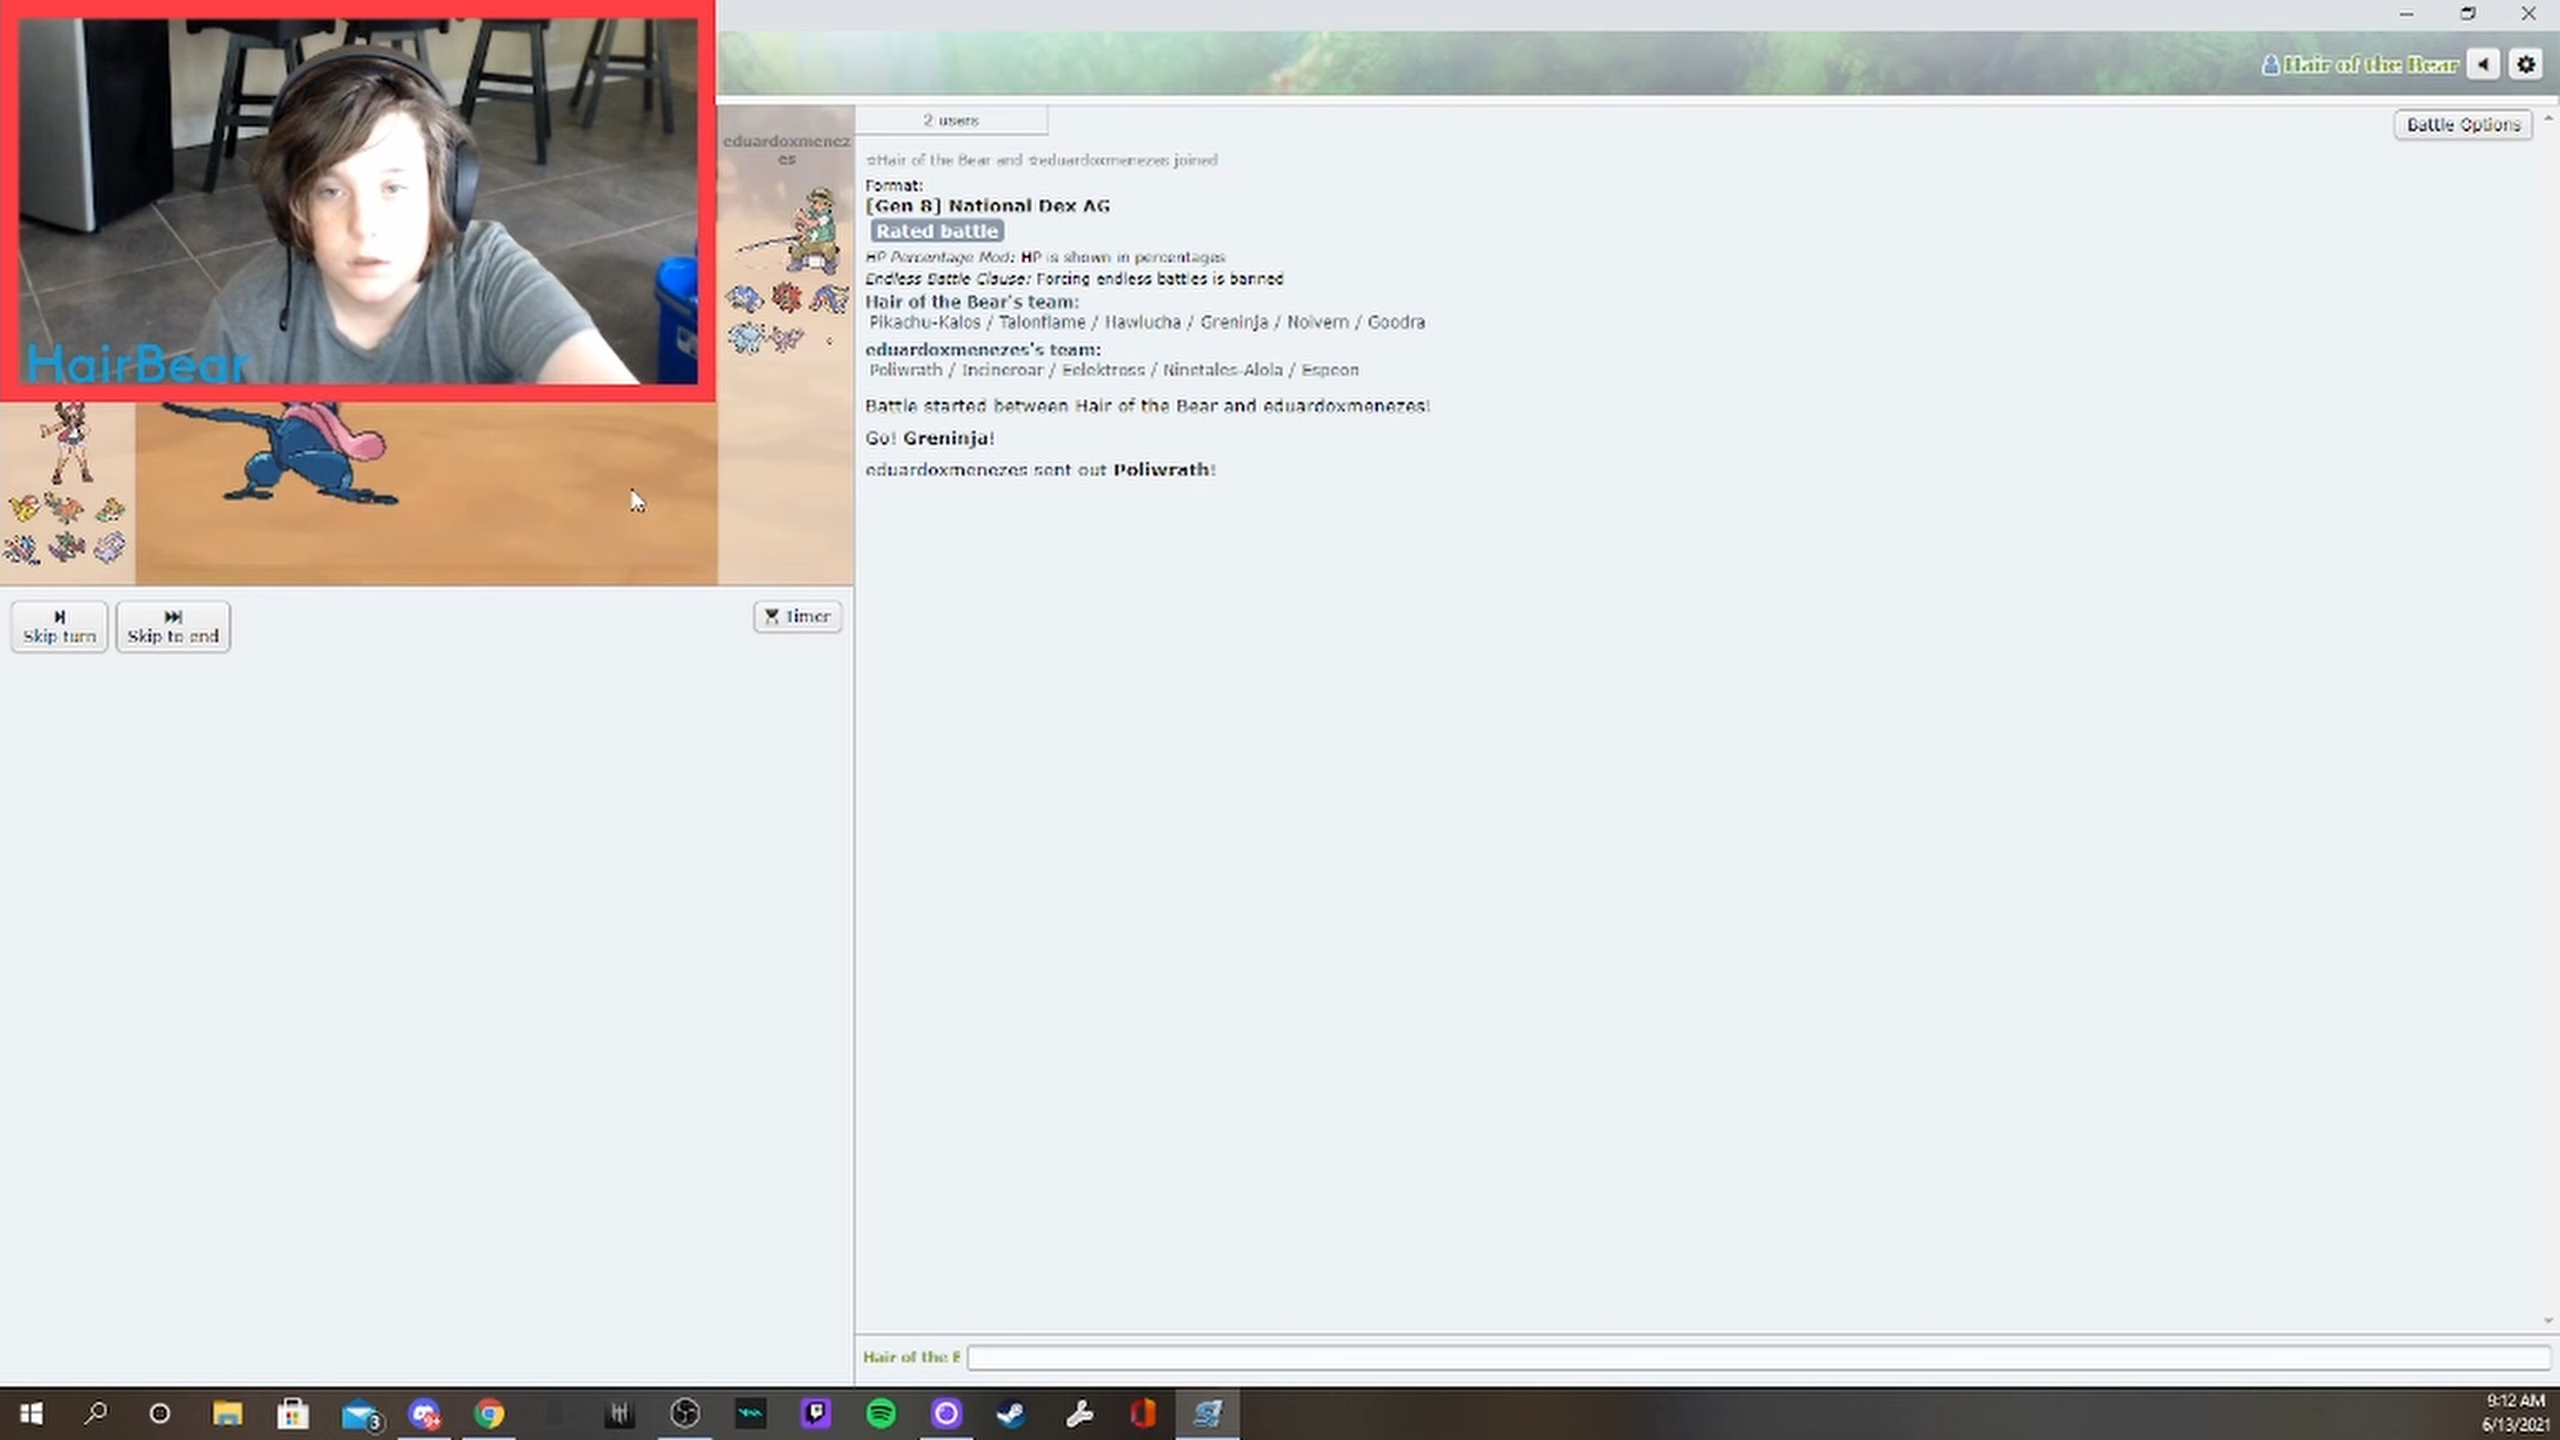 HairBear
Hair of the Bear
eduardoxmenez
es
2 users
Battle Options
☆Hair of the Bear and ☆eduardoxmenezes joined
Format:
[Gen 8] National Dex AG
Rated battle
HP Percentage Mod: HP is shown in percentages
Endless Battle Clause: Forcing endless battles is banned
Hair of the Bear's team:
Pikachu-Kalos / Talonflame / Hawlucha / Greninja / Noivern / Goodra
eduardoxmenezes's team:
Poliwrath / Incineroar / Eelektross / Ninetales-Alola / Espeon
Battle started between Hair of the Bear and eduardoxmenezes!
Go! Greninja!
eduardoxmenezes sent out Poliwrath!
Skip turn
Skip to end
Timer
Hair of the E
3
9+
9:12 AM
6/13/2021